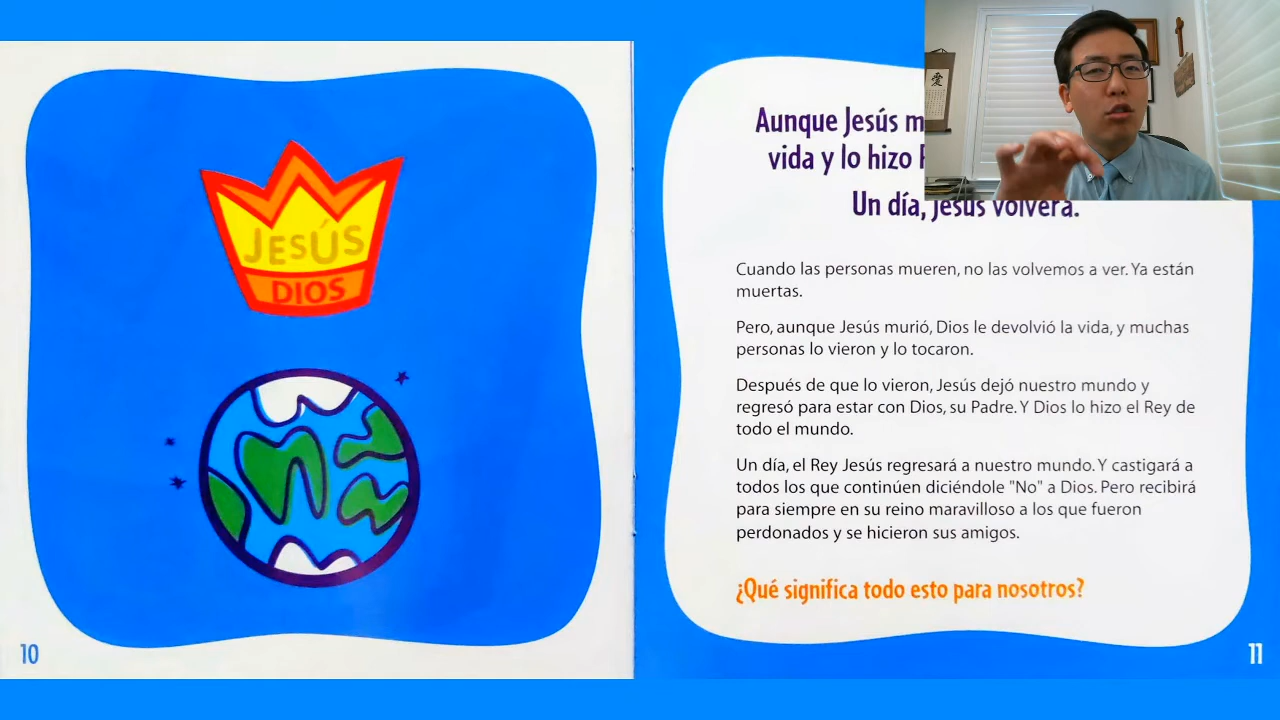 JESÚS
DIOS
10
Aunque Jesús
vida y lo hizo
Un día, Jesús volverá.
Cuando las personas mueren, no las volvemos a ver. Ya están
muertas.
Pero, aunque Jesús murió, Dios le devolvió la vida, y muchas
personas lo vieron y lo tocaron.
Después de que lo vieron, Jesús dejó nuestro mundo y
regresó para estar con Dios, su Padre. Y Dios lo hizo el Rey de
todo el mundo.
Un día, el Rey Jesús regresará a nuestro mundo. Y castigará a
todos los que continúen diciéndole "No" a Dios. Pero recibirá
para siempre en su reino maravilloso a los que fueron
perdonados y se hicieron sus amigos.
¿Qué significa todo esto para nosotros?
11
愛